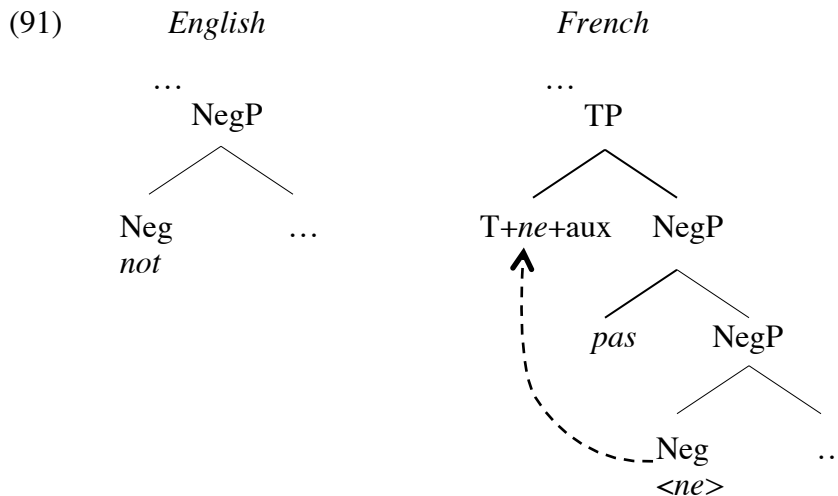 (91) English French
… …
NegP TP
Neg … T+ne+aux NegP
not
pas NegP
Neg ..
<ne>